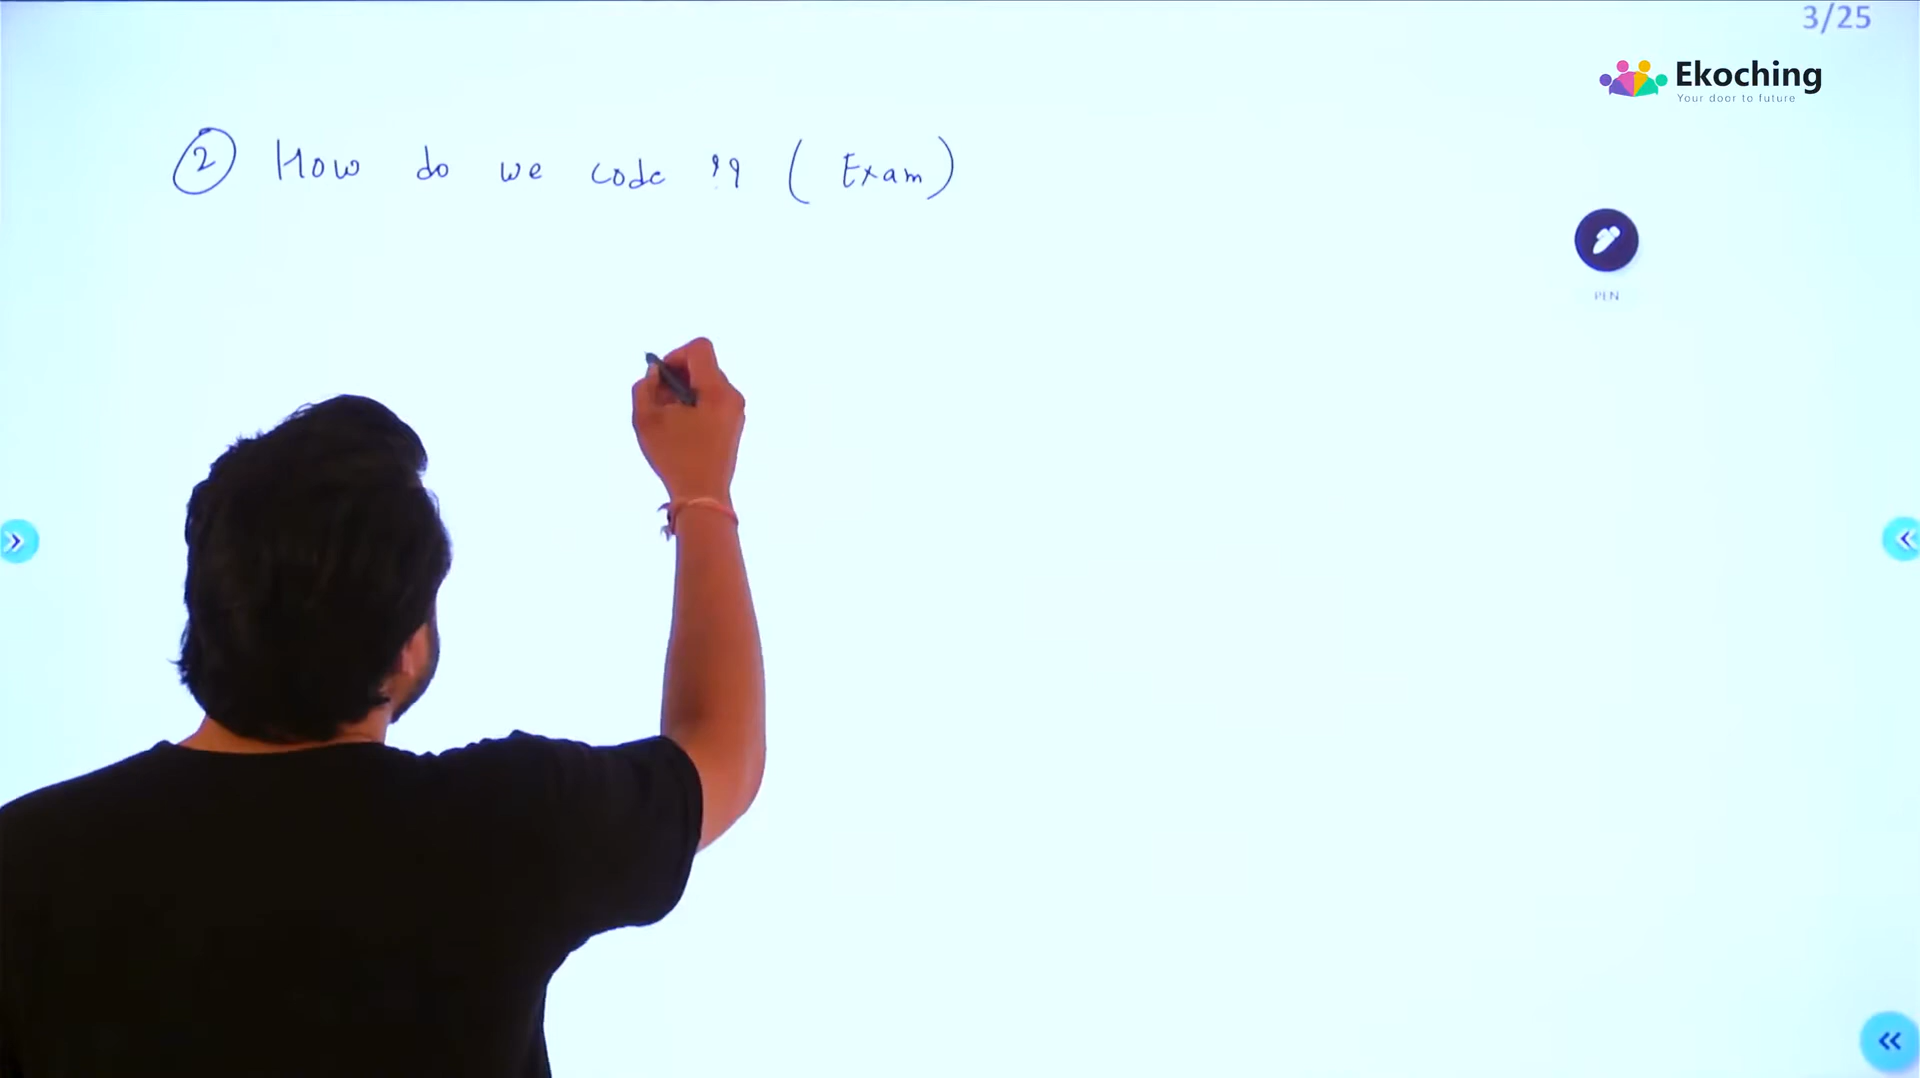 3/25
Ekoching
Your door to future
② How do we code !? (Exam)
PEN